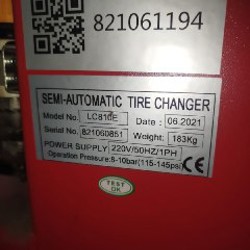 821061194
SEMI-AUTOMATIC TIRE CHANGER
Model No. LC810E Date 06.2021
Serial No. 821060851 Weight: 183Kg
POWER SUPPLY 220V/50HZ/1PH
Operation Pressure:8-10bar(115-145psi)
TEST
OK